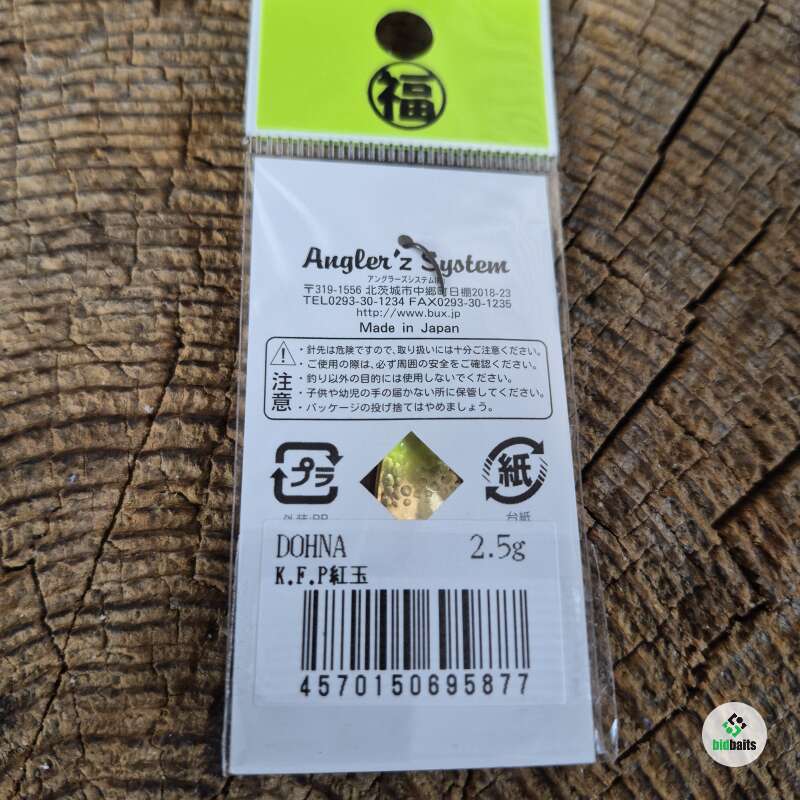 福
Angler'z System
アングラーズシステム㈱
〒319-1556 北茨城市中郷町日棚2018-23
TEL0293-30-1234 FAX0293-30-1235
http://www.bux.jp
Made in Japan
注意
・針先は危険ですので、取り扱いには十分ご注意ください。
・ご使用の際は、必ず周囲の安全をご確認ください。
・釣り以外の目的には使用しないでください。
・子供や幼児の手の届かない所に保管してください。
・パッケージの投げ捨てはやめましょう。
プラ
紙
外装:PP
台紙
DOHNA 2.5g
K.F.P紅玉
4570150695877
bidbaits